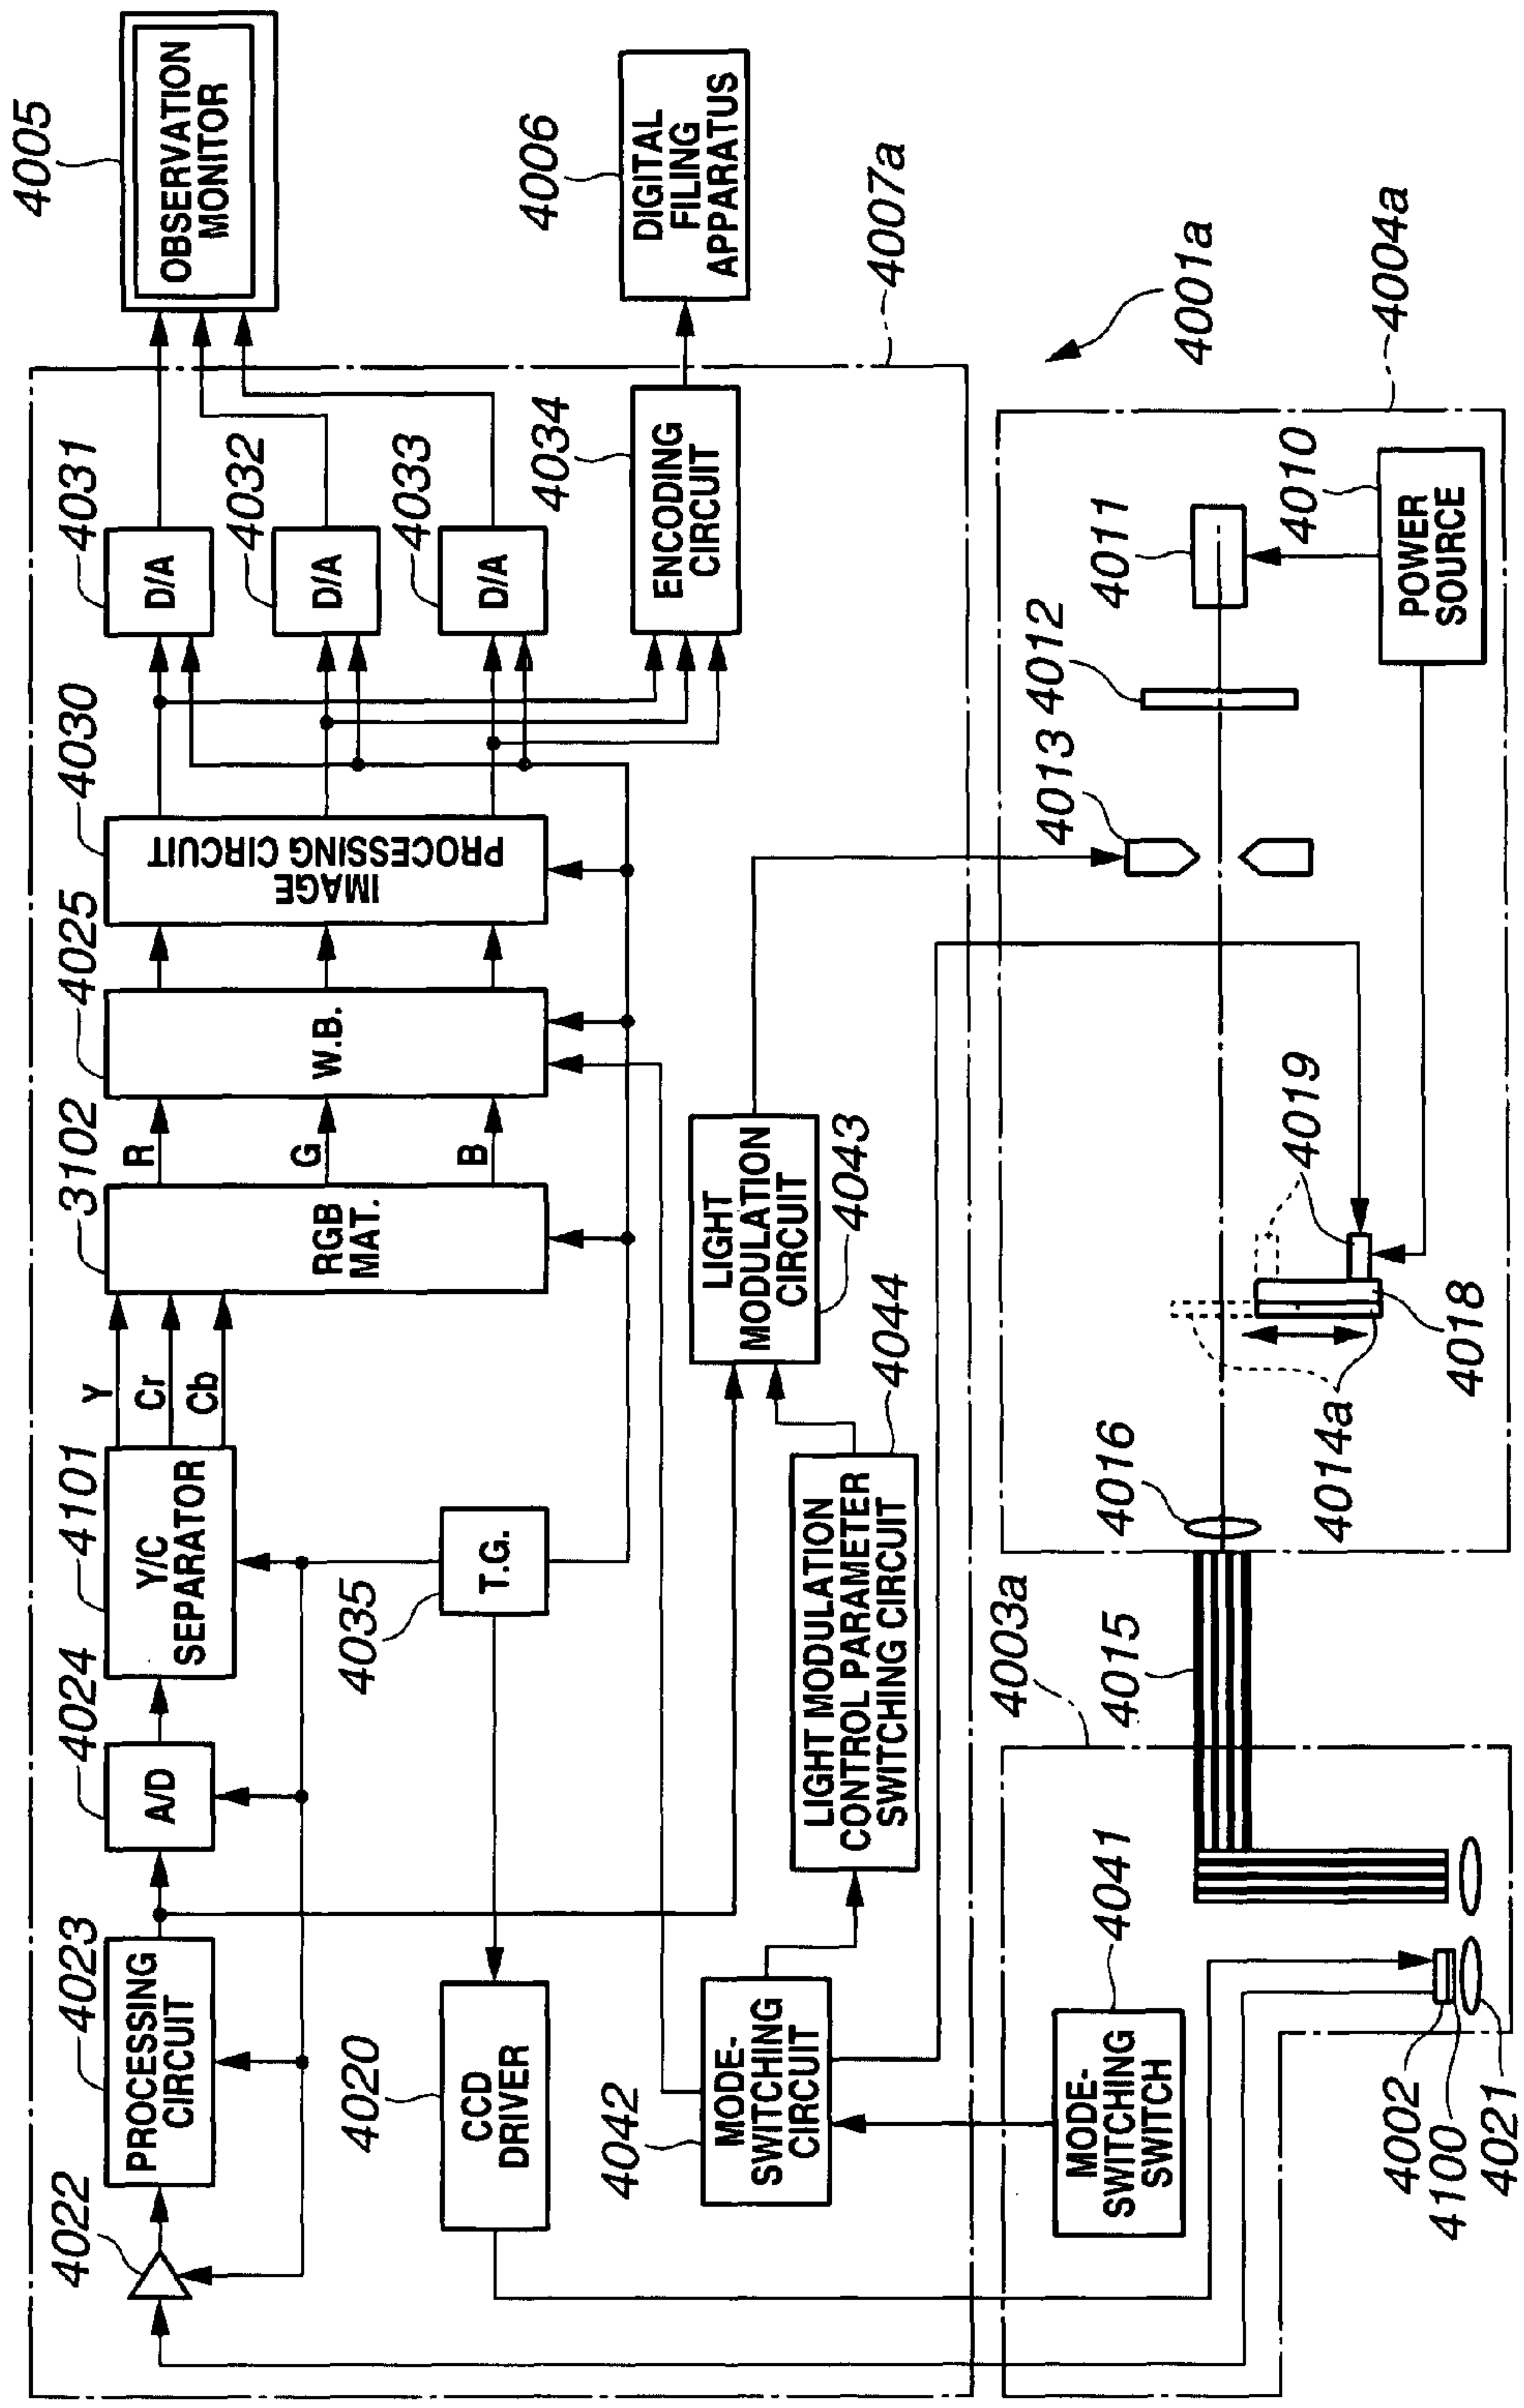 4022
4023
PROCESSING
CIRCUIT
4024
A/D
4101
Y/C
SEPARATOR
Y
Cr
Cb
3102
RGB
MAT.
R
G
B
4025
W.B.
4030
IMAGE
PROCESSING CIRCUIT
4031
D/A
4032
D/A
4033
D/A
4005
OBSERVATION
MONITOR
4006
DIGITAL
FILING
APPARATUS
4034
ENCODING
CIRCUIT
4035
T.G.
4020
CCD
DRIVER
4042
MODE-
SWITCHING
CIRCUIT
LIGHT MODULATION
CONTROL PARAMETER
SWITCHING CIRCUIT
4044
LIGHT
MODULATION
CIRCUIT
4043
4007a
4001a
4003a
4041
MODE-
SWITCHING
SWITCH
4002
4100
4021
4015
4016
4014a
4018
4019
4013
4012
4011
4010
POWER
SOURCE
4004a